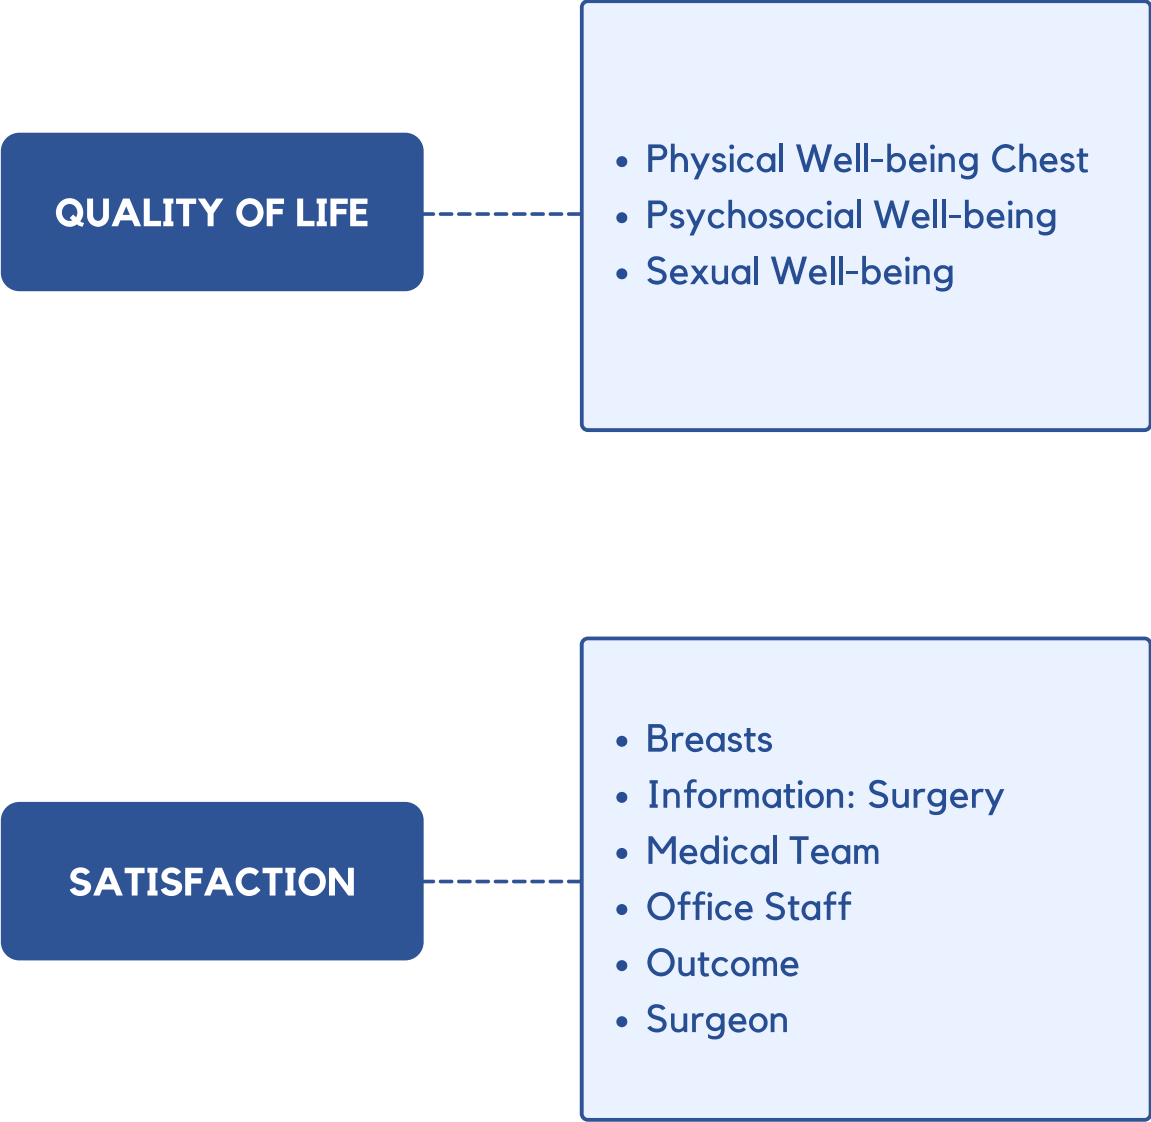 QUALITY OF LIFE
• Physical Well-being Chest
• Psychosocial Well-being
• Sexual Well-being
SATISFACTION
• Breasts
• Information: Surgery
• Medical Team
• Office Staff
• Outcome
• Surgeon